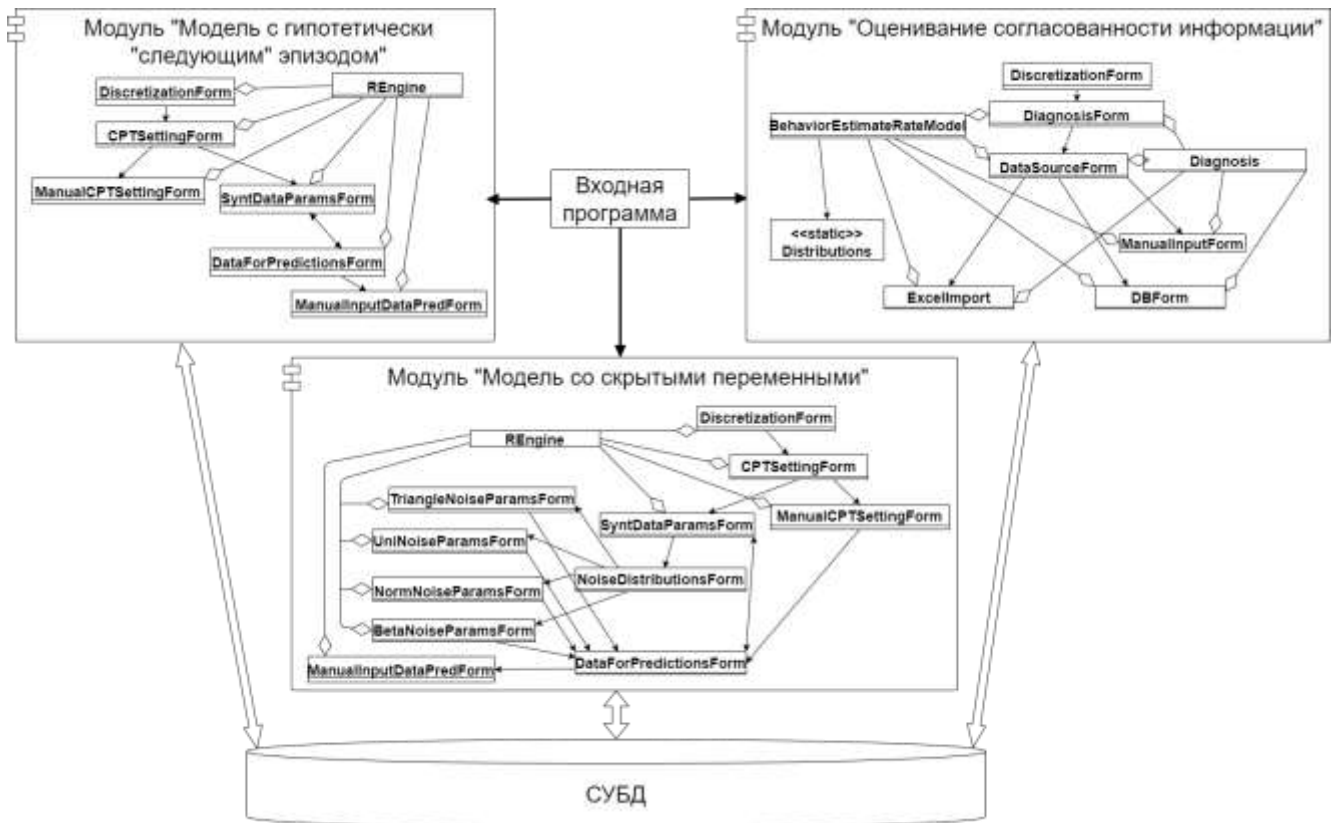 Модуль "Модель с гипотетически
"следующим" эпизодом"
REngine
DiscretizationForm
CPTSettingForm
ManualCPTSettingForm
SyntDataParamsForm
DataForPredictionsForm
ManualInputDataPredForm
Входная
программа
Модуль "Оценивание согласованности информации"
DiscretizationForm
DiagnosisForm
BehaviorEstimateRateModel
DataSourceForm
Diagnosis
<<static>>
Distributions
ManualInputForm
ExcelImport
DBForm
Модуль "Модель со скрытыми переменными"
DiscretizationForm
REngine
CPTSettingForm
TriangleNoiseParamsForm
SyntDataParamsForm
ManualCPTSettingForm
UniNoiseParamsForm
NoiseDistributionsForm
NormNoiseParamsForm
BetaNoiseParamsForm
ManualInputDataPredForm
DataForPredictionsForm
СУБД